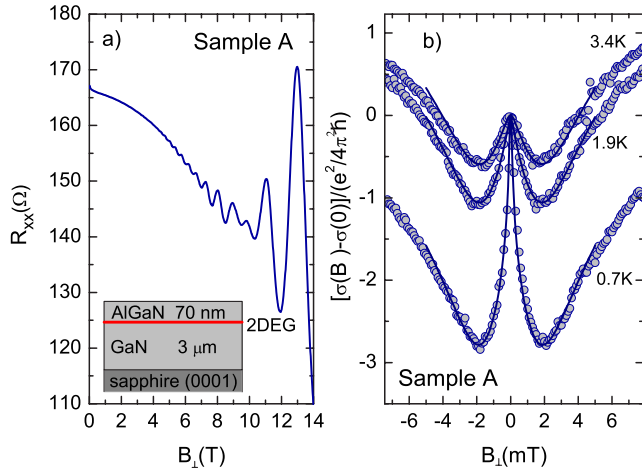 a)
Sample A
170
160
150
140
130
120
110
R_xx(Ω)
0 2 4 6 8 10 12 14
B_⊥(T)
AlGaN 70 nm
2DEG
GaN 3 μm
sapphire (0001)
b)
3.4K
1.9K
0.7K
1
0
-1
-2
-3
[σ(B )-σ(0)]/(e²/4π²ħ)
Sample A
-6 -4 -2 0 2 4 6
B_⊥(mT)